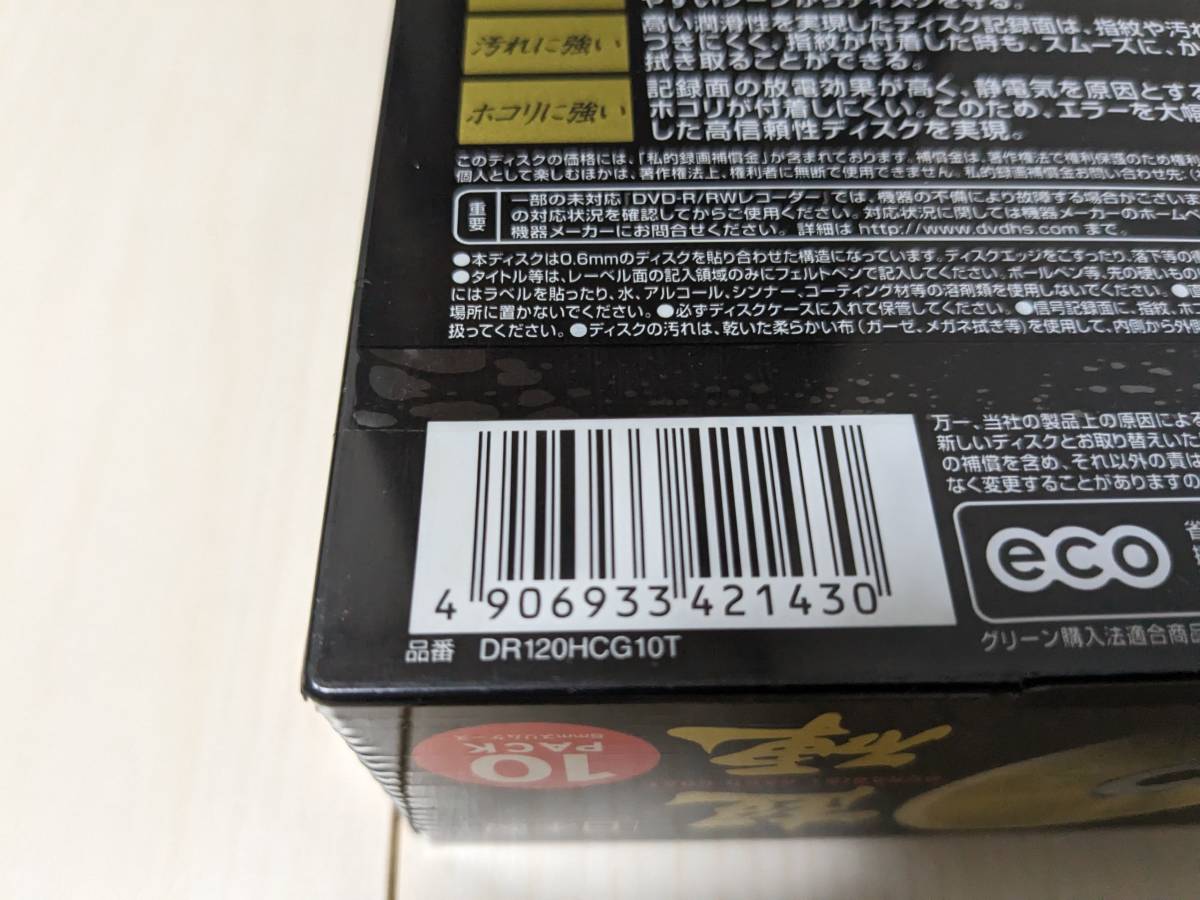 やすいゾーンからディスクを守る。
汚れに強い
高い潤滑性を実現したディスク記録面は、指紋や汚れが
つきにくく、指紋が付着した時も、スムーズに、か
拭き取ることができる。
ホコリに強い
記録面の放電効果が高く、静電気を原因とす
ホコリが付着しにくい。このため、エラーを大幅
した高信頼性ディスクを実現。
このディスクの価格には、「私的録画補償金」が含まれております。補償金は、著作権法で権利保護のため権利
個人として楽しむほかは、著作権法上、権利者に無断で使用できません。私的録画補償金お問い合わせ先:
重要
一部の未対応「DVD-R/RWレコーダー」では、機器の不備により故障する場合がございま
の対応状況を確認してからご使用ください。対応状況に関しては機器メーカーのホームペ
機器メーカーにお問合せください。詳細は http://www.dvdhs.com まで。
●本ディスクは0.6mmのディスクを貼り合わせた構造になっています。ディスクエッジをこすったり、落下等の
●タイトル等は、レーベル面の記入領域のみにフェルトペンで記入してください。ボールペン等、先の硬いもの
にはラベルを貼ったり、水、アルコール、シンナー、コーティング材等の溶剤類を使用しないでください。●
場所に置かないでください。●必ずディスクケースに入れて保管してください。●信号記録面に、指紋、ホ
扱ってください。●ディスクの汚れは、乾いた柔らかい布(ガーゼ、メガネ拭き等)を使用して、内側から外
万一、当社の製品上の原因による
新しいディスクとお取り替えいた
の補償を含め、それ以外の責は
なく変更することがありますの
eco
グリーン購入法適合商品
4 906933 421430
品番 DR120HCG10T
10
PACK
5mmスリムケース
超
硬